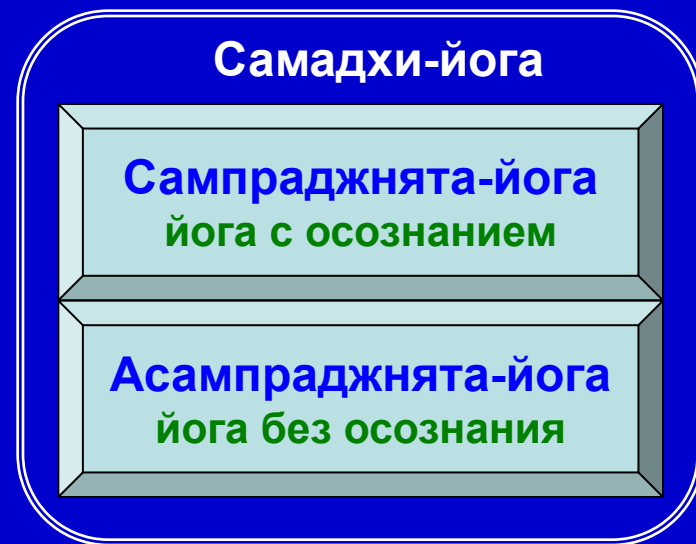 Самадхи-йога
Сампраджнята-йога
йога с осознанием
Асампраджнята-йога
йога без осознания